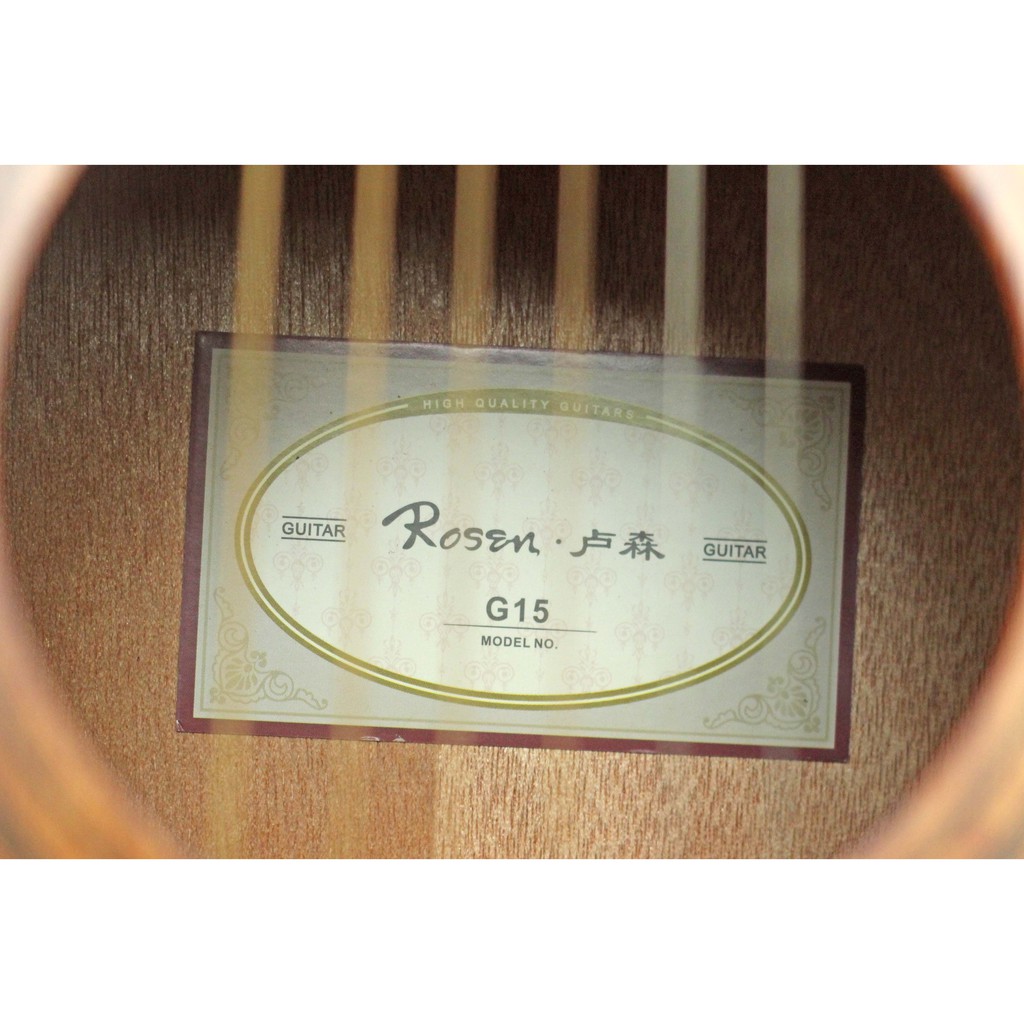 HIGH QUALITY GUITARS
GUITAR Rosen · 卢森 GUITAR
G15
MODEL NO.